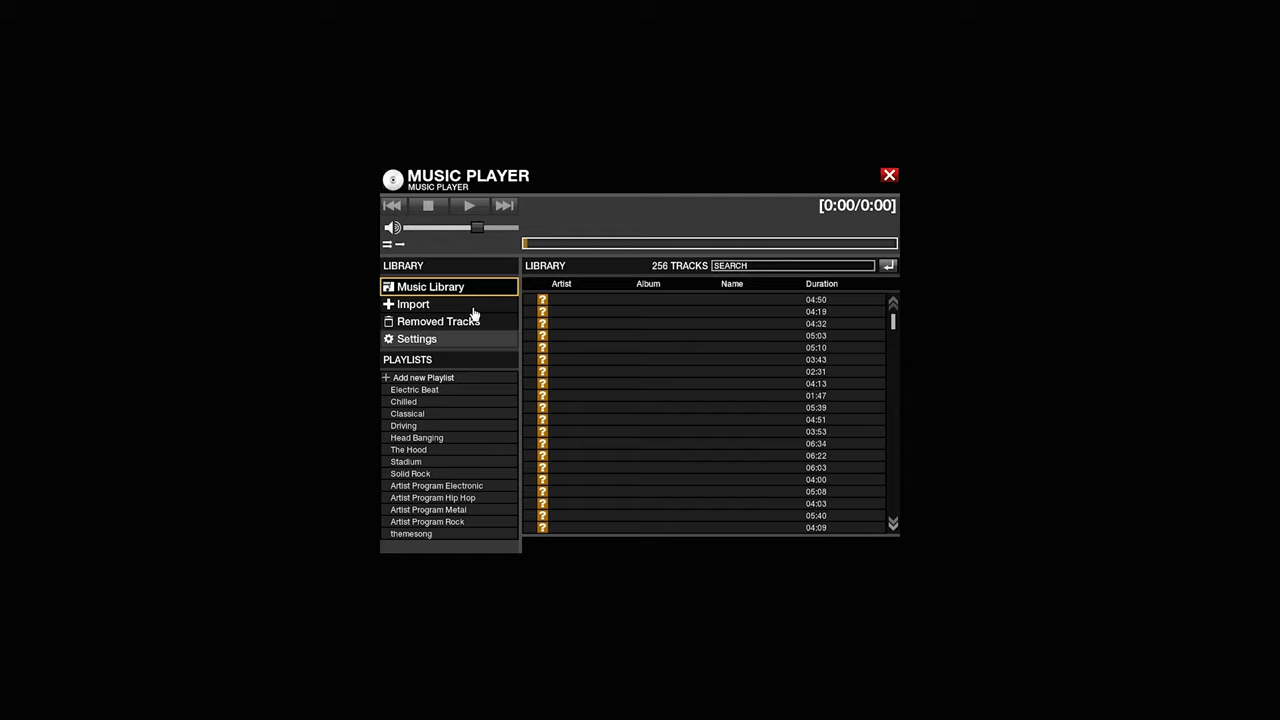 MUSIC PLAYER
MUSIC PLAYER
[0:00/0:00]
LIBRARY
Music Library
Import
Removed Tracks
Settings
PLAYLISTS
Add new Playlist
Electric Beat
Chilled
Classical
Driving
Head Banging
The Hood
Stadium
Solid Rock
Artist Program Electronic
Artist Program Hip Hop
Artist Program Metal
Artist Program Rock
themesong
LIBRARY 256 TRACKS SEARCH
Artist Album Name Duration
? 04:50
? 04:19
? 04:32
? 05:03
? 05:10
? 03:43
? 02:31
? 04:13
? 01:47
? 05:39
? 04:51
? 03:53
? 06:34
? 06:22
? 06:03
? 04:00
? 05:08
? 04:03
? 05:40
? 04:09